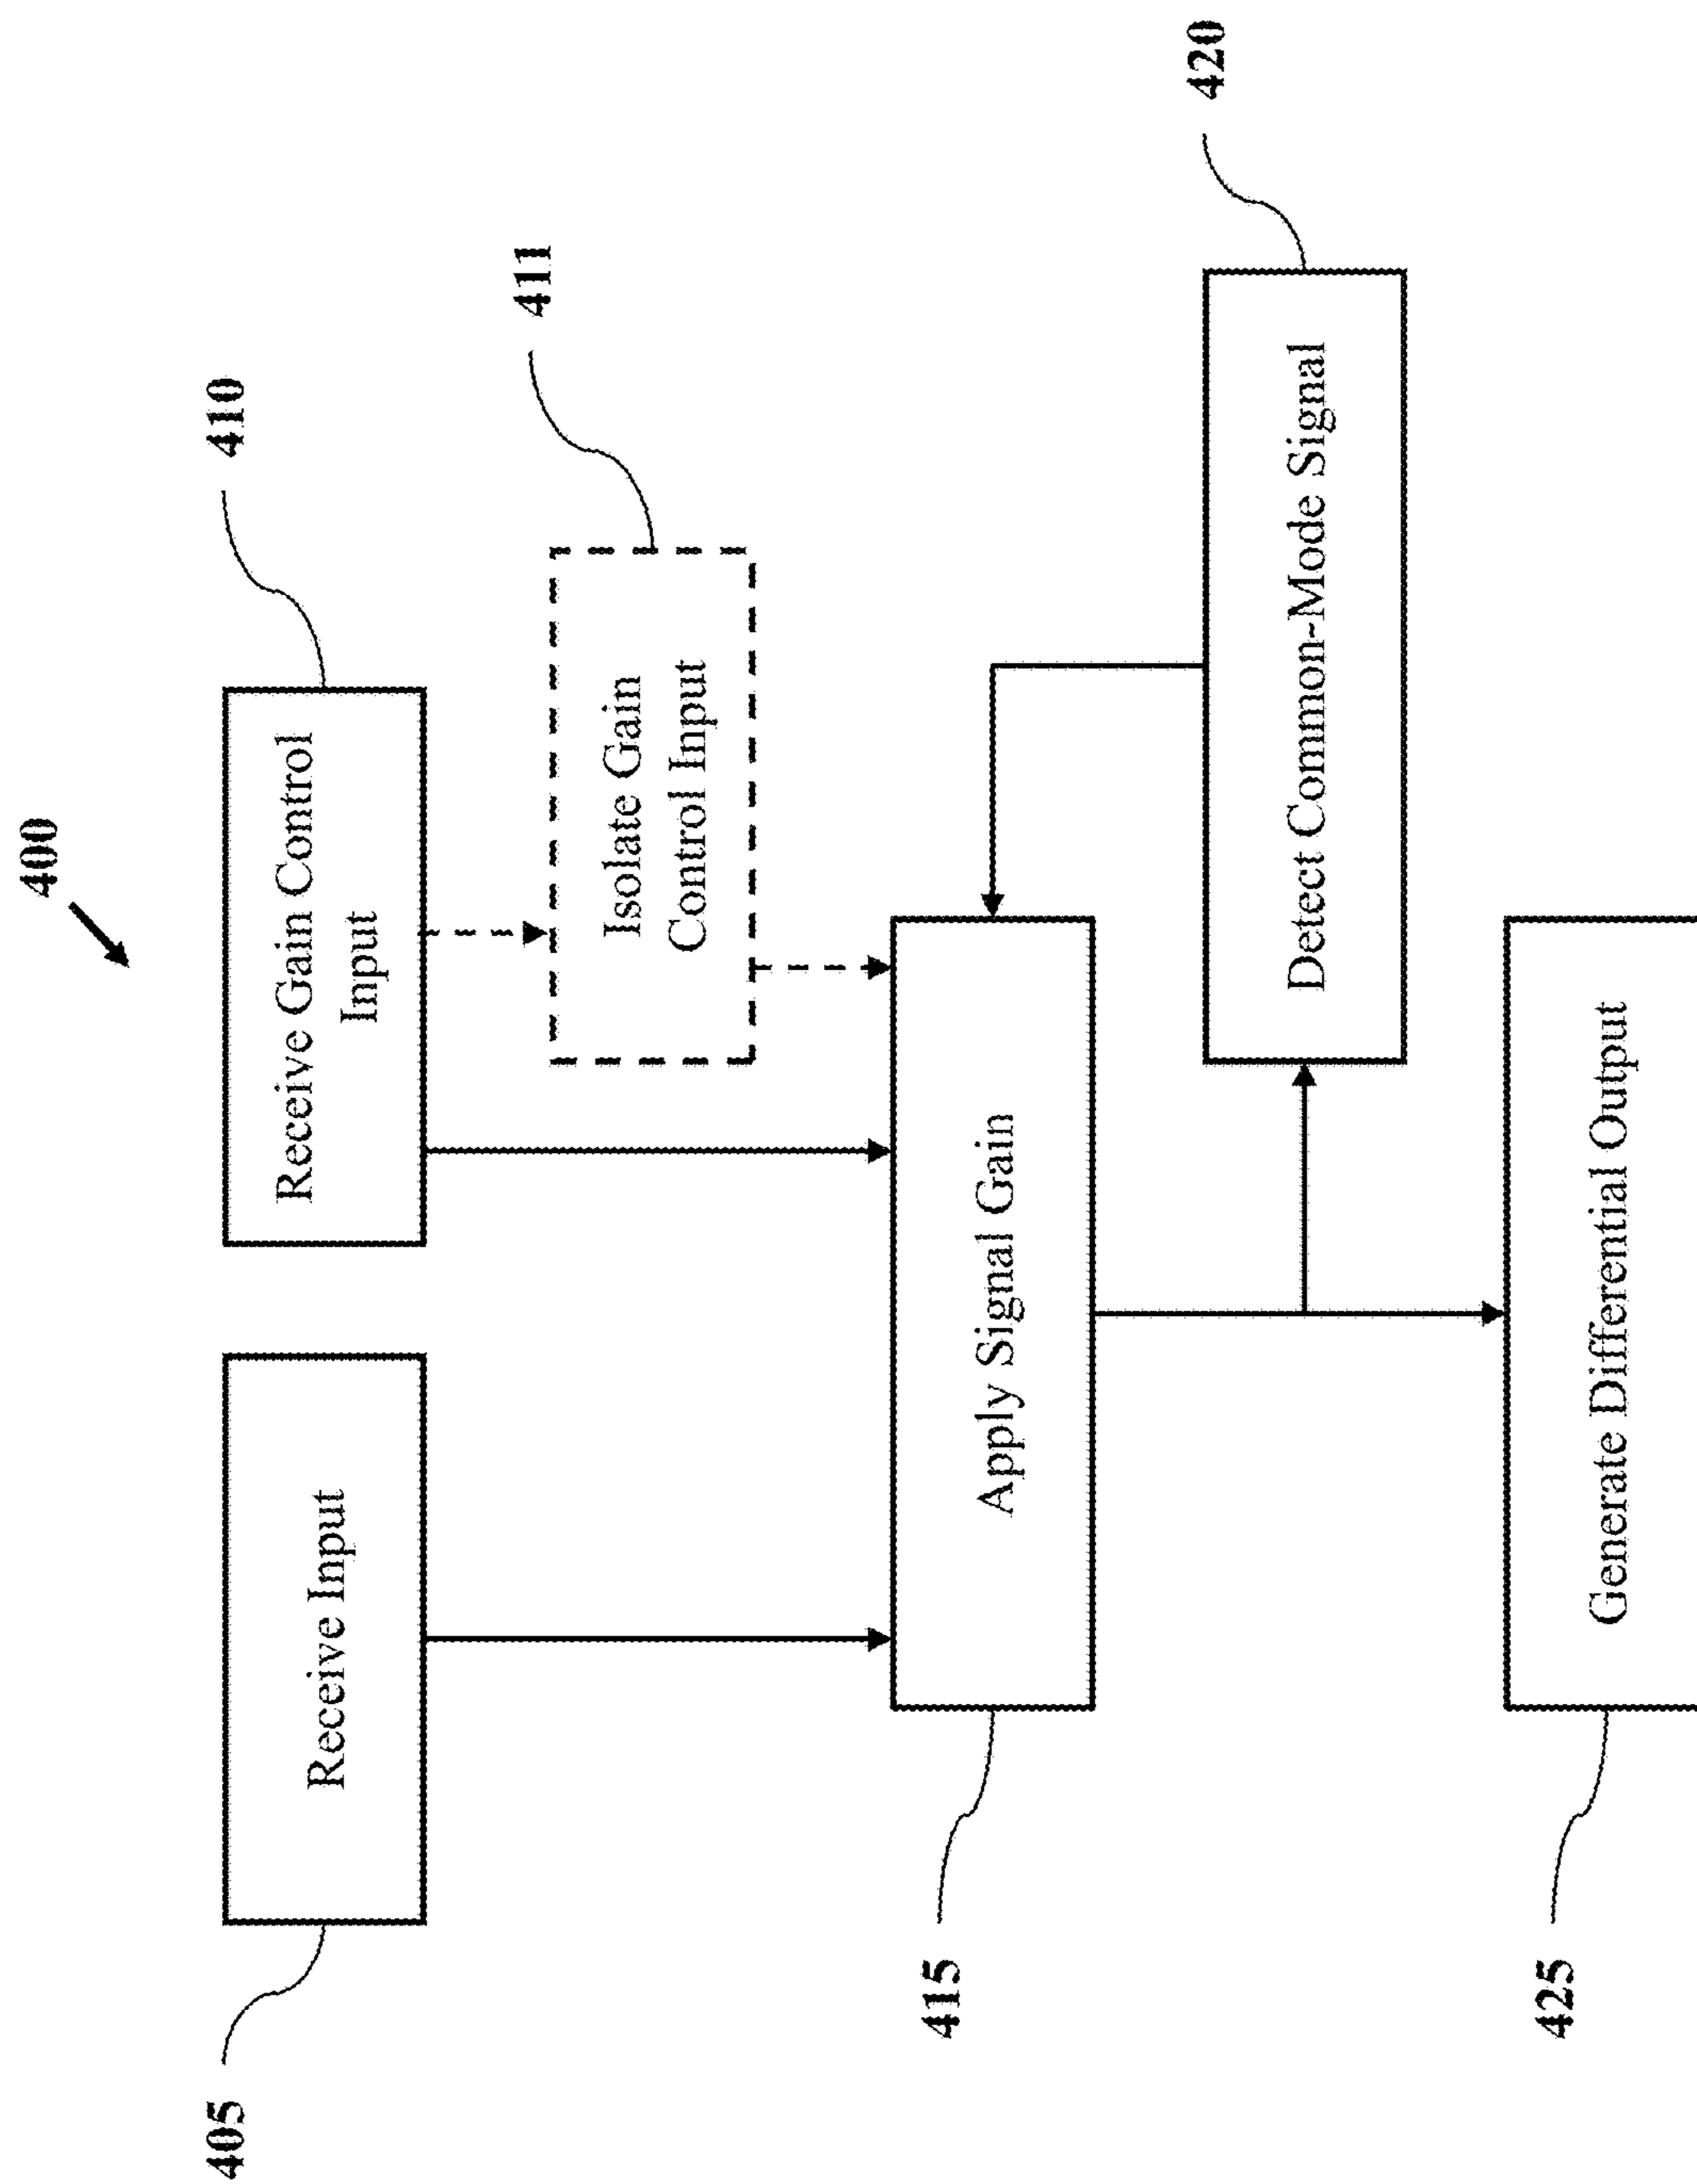 400
405
Receive Input
410
Receive Gain Control
Input
411
Isolate Gain
Control Input
415
Apply Signal Gain
420
Detect Common-Mode Signal
425
Generate Differential Output